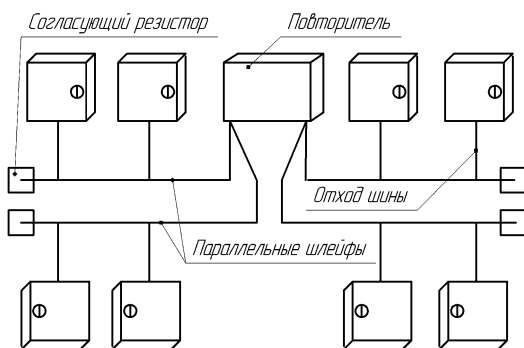 Согласующий резистор
Повторитель
Отход шины
Параллельные шлейфы